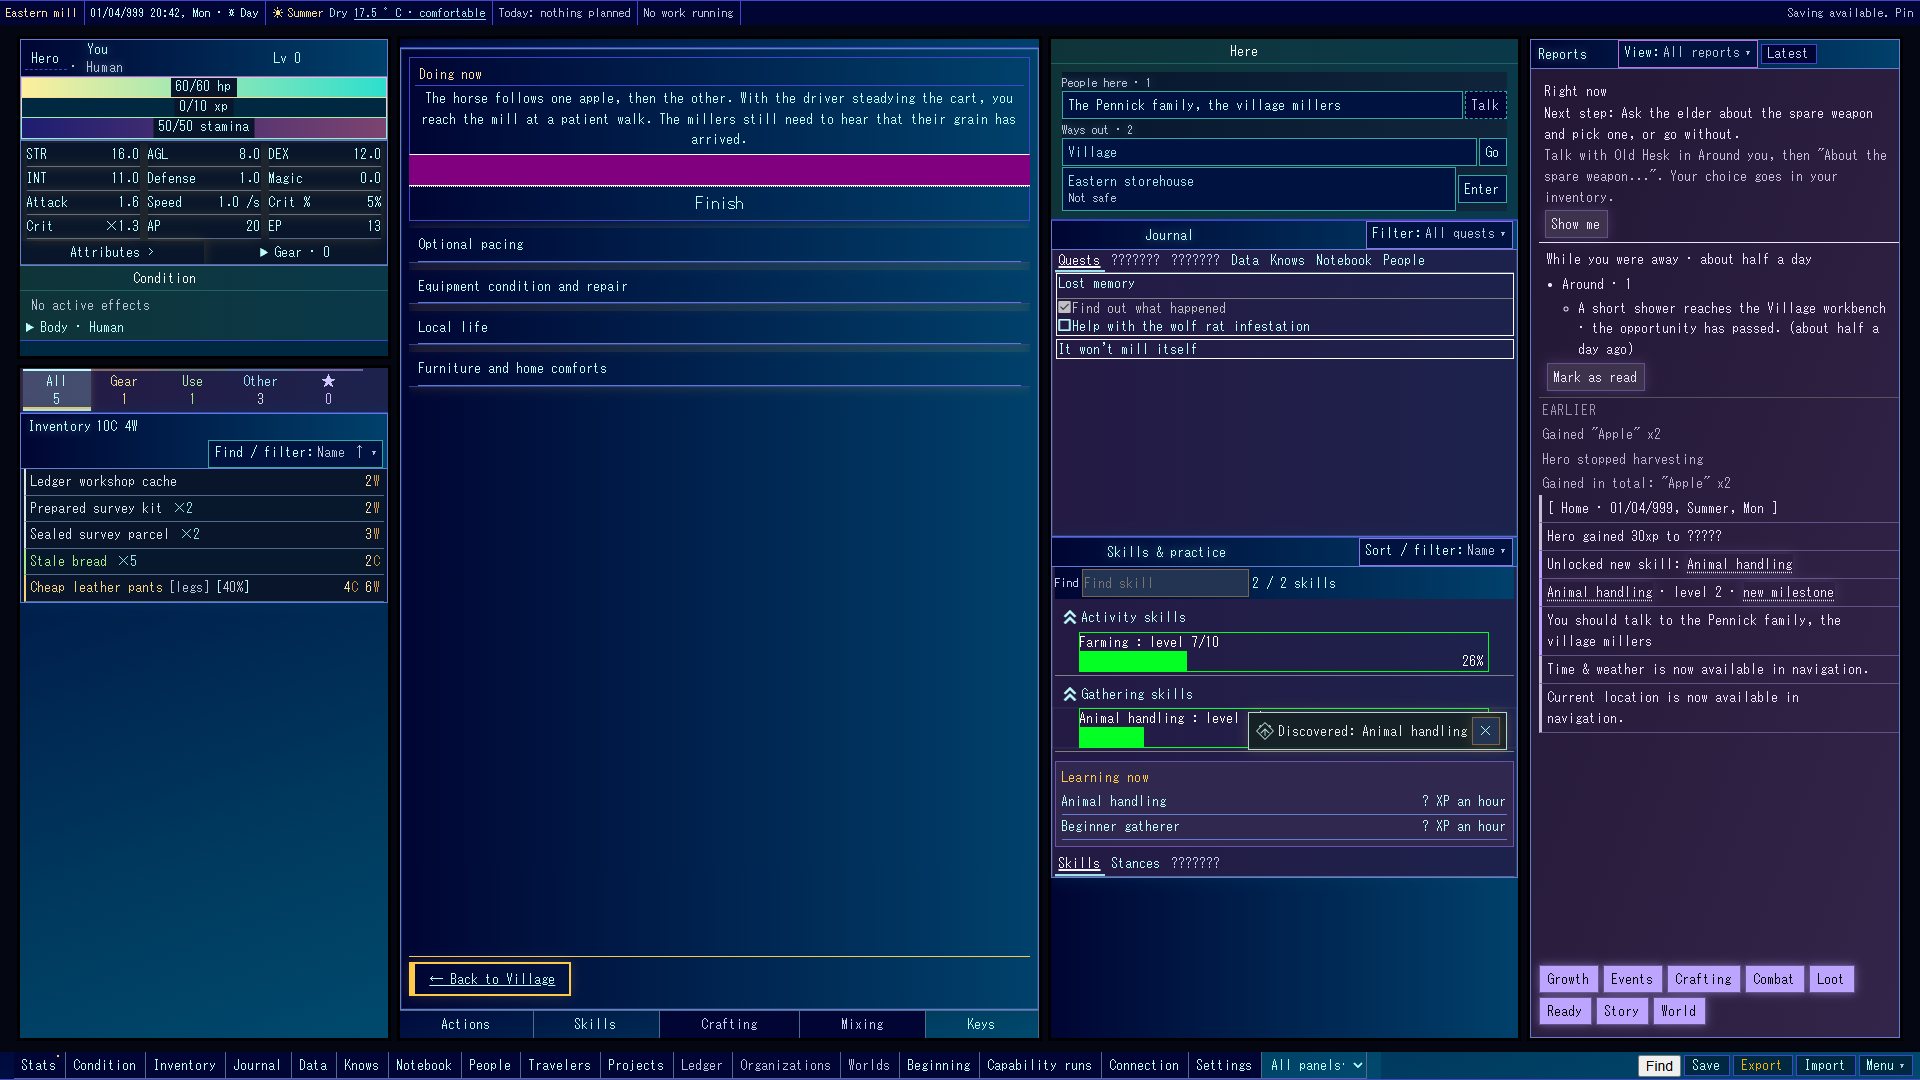 Eastern mill
01/04/999 20:42, Mon · ☀ Day
☀ Summer Dry 17.5 ° C · comfortable
Today: nothing planned
No work running
Saving available. Pin
Hero · You
Human
Lv 0
60/60 hp
0/10 xp
50/50 stamina
STR 16.0 AGL 8.0 DEX 12.0
INT 11.0 Defense 1.0 Magic 0.0
Attack 1.6 Speed 1.0 /s Crit % 5%
Crit ×1.3 AP 20 EP 13
Attributes >
▶ Gear · 0
Condition
No active effects
▶ Body · Human
All Gear Use Other ★
5 1 1 3 0
Inventory 10C 4W
Find / filter: Name ↑ ▾
Ledger workshop cache 2W
Prepared survey kit ×2 2W
Sealed survey parcel ×2 3W
Stale bread ×5 2C
Cheap leather pants [legs] [40%] 4C 6W
Doing now
The horse follows one apple, then the other. With the driver steadying the cart, you
reach the mill at a patient walk. The millers still need to hear that their grain has
arrived.
Finish
Optional pacing
Equipment condition and repair
Local life
Furniture and home comforts
← Back to Village
Actions Skills Crafting Mixing Keys
Here
People here · 1
The Pennick family, the village millers Talk
Ways out · 2
Village Go
Eastern storehouse
Not safe
Enter
Journal
Filter: All quests ▾
Quests ??????? ??????? Data Knows Notebook People
Lost memory
Find out what happened
Help with the wolf rat infestation
It won't mill itself
Skills & practice
Sort / filter: Name ▾
Find Find skill 2 / 2 skills
Activity skills
Farming : level 7/10
26%
Gathering skills
Animal handling : level
Discovered: Animal handling ×
Learning now
Animal handling ? XP an hour
Beginner gatherer ? XP an hour
Skills Stances ???????
Reports
View: All reports ▾
Latest
Right now
Next step: Ask the elder about the spare weapon
and pick one, or go without.
Talk with Old Hesk in Around you, then "About the
spare weapon...". Your choice goes in your
inventory.
Show me
While you were away · about half a day
• Around · 1
◦ A short shower reaches the Village workbench
· the opportunity has passed. (about half a
day ago)
Mark as read
EARLIER
Gained "Apple" x2
Hero stopped harvesting
Gained in total: "Apple" x2
[ Home · 01/04/999, Summer, Mon ]
Hero gained 30xp to ?????
Unlocked new skill: Animal handling
Animal handling · level 2 · new milestone
You should talk to the Pennick family, the
village millers
Time & weather is now available in navigation.
Current location is now available in
navigation.
Growth Events Crafting Combat Loot
Ready Story World
Stats Condition Inventory Journal Data Knows Notebook People Travelers Projects Ledger Organizations Worlds Beginning Capability runs Connection Settings All panels· Find Save Export Import Menu ▾